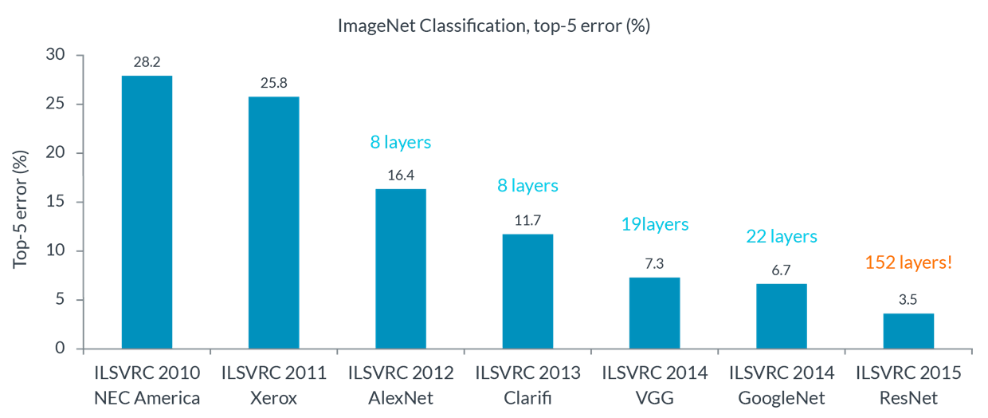 ImageNet Classification, top-5 error (%)
Top-5 error (%)
30
25
20
15
10
5
0
28.2
25.8
8 layers
16.4
8 layers
11.7
19layers
7.3
22 layers
6.7
152 layers!
3.5
ILSVRC 2010
NEC America
ILSVRC 2011
Xerox
ILSVRC 2012
AlexNet
ILSVRC 2013
Clarifi
ILSVRC 2014
VGG
ILSVRC 2014
GoogleNet
ILSVRC 2015
ResNet